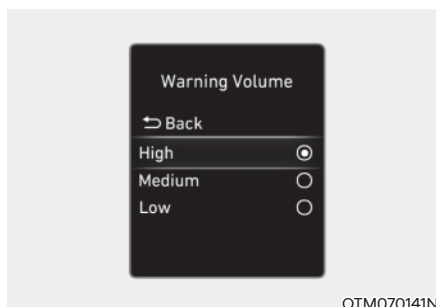 Warning Volume
Back
High
Medium
Low
OTM070141N